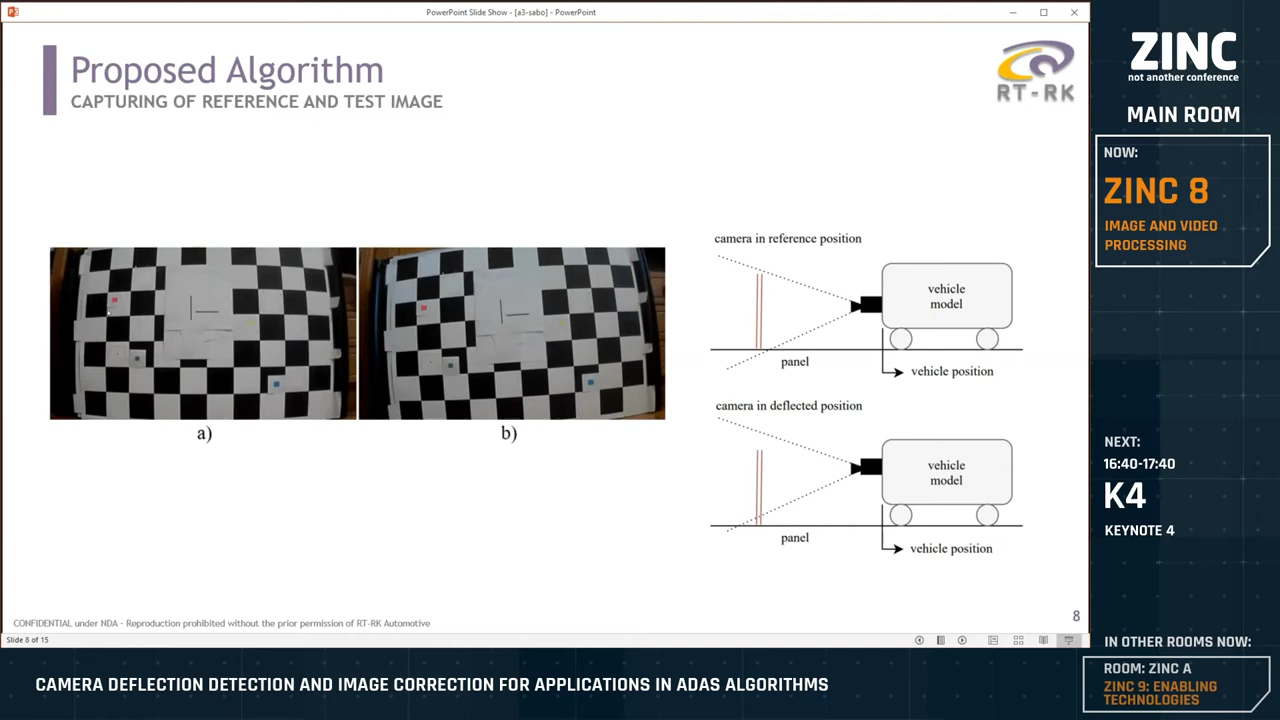 PowerPoint Slide Show - [a3-sabo] - PowerPoint
Proposed Algorithm
CAPTURING OF REFERENCE AND TEST IMAGE
RT-RK
camera in reference position
vehicle
model
panel
vehicle position
camera in deflected position
vehicle
model
panel
vehicle position
a)
b)
CONFIDENTIAL under NDA - Reproduction prohibited without the prior permission of RT-RK Automotive
8
Slide 8 of 15
ZINC
not another conference
MAIN ROOM
NOW:
ZINC 8
IMAGE AND VIDEO
PROCESSING
NEXT:
16:40-17:40
K4
KEYNOTE 4
IN OTHER ROOMS NOW:
ROOM: ZINC A
ZINC 9: ENABLING
TECHNOLOGIES
CAMERA DEFLECTION DETECTION AND IMAGE CORRECTION FOR APPLICATIONS IN ADAS ALGORITHMS